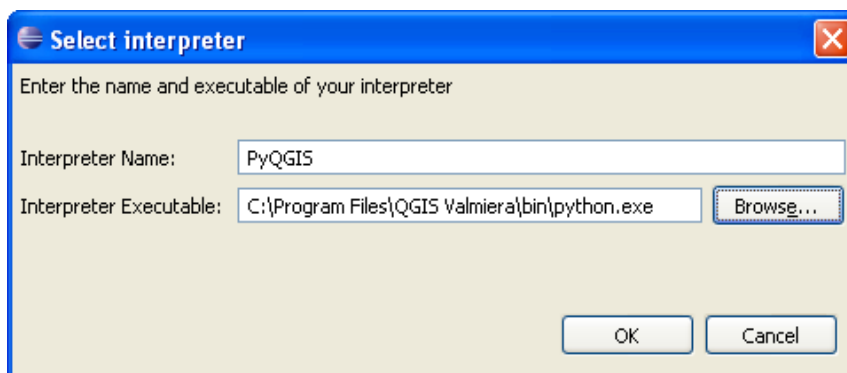 Select interpreter
Enter the name and executable of your interpreter
Interpreter Name: PyQGIS
Interpreter Executable: C:\Program Files\QGIS Valmiera\bin\python.exe Browse...
OK Cancel